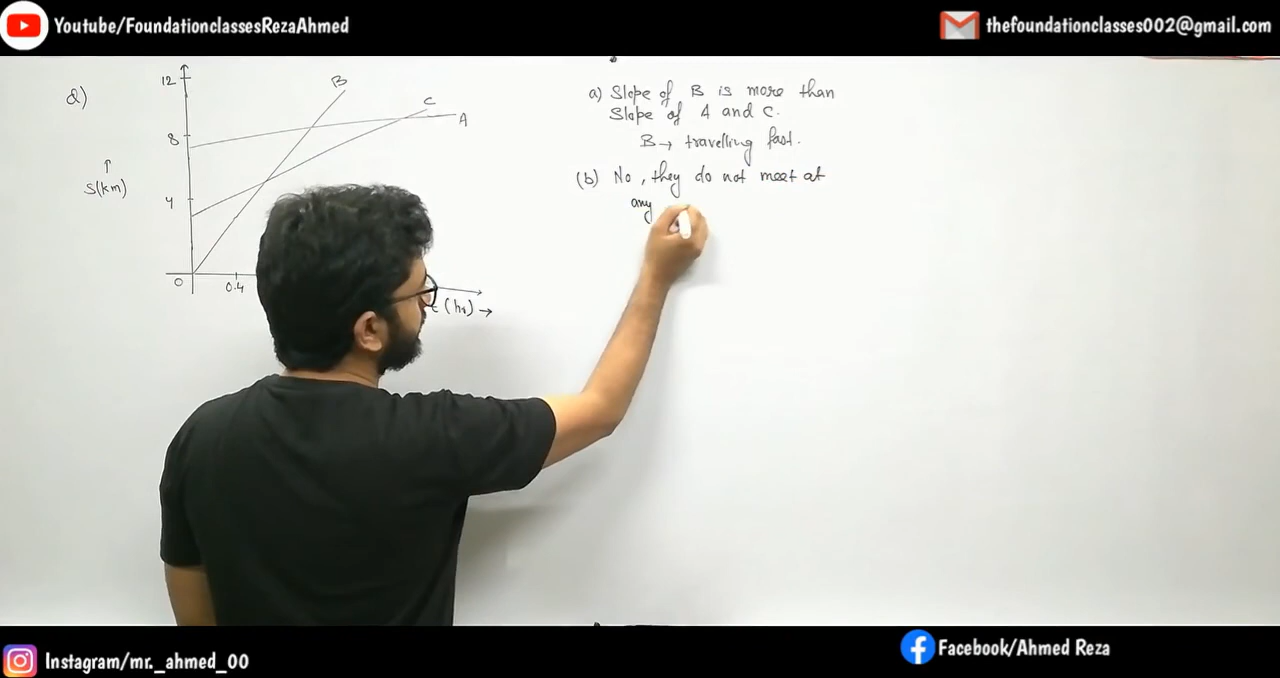 Youtube/FoundationclassesRezaAhmed
thefoundationclasses002@gmail.com
d)
12
8
4
0
0.4
↑
S(km)
B
C
A
t (hr) →
a) Slope of B is more than
Slope of A and C.
B → travelling fast.
(b) No, they do not meet at
any
Instagram/mr._ahmed_00
Facebook/Ahmed Reza